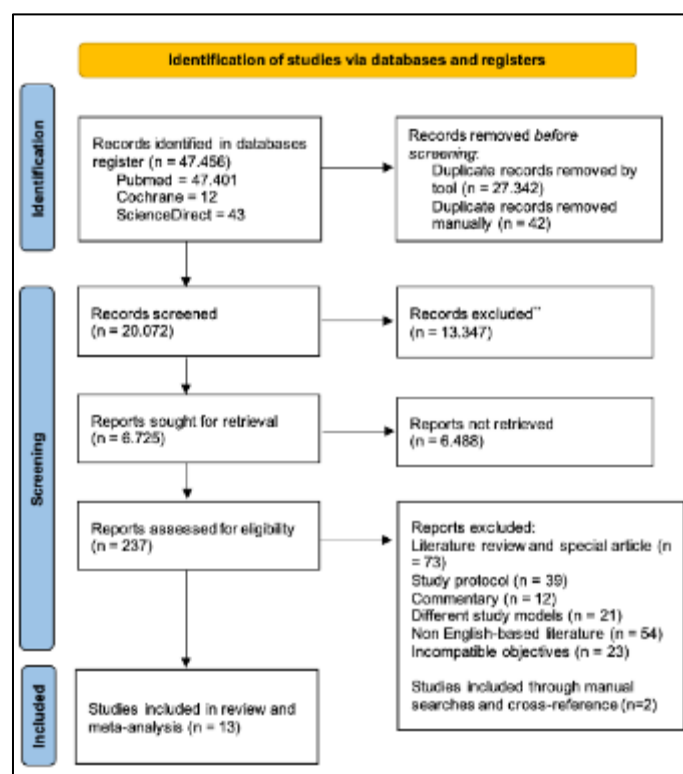 Identification of studies via databases and registers
Identification
Records identified in databases
register (n = 47.456)
Pubmed = 47.401
Cochrane = 12
ScienceDirect = 43
Records removed before
screening:
Duplicate records removed by
tool (n = 27.342)
Duplicate records removed
manually (n = 42)
Screening
Records screened
(n = 20.072)
Records excluded**
(n = 13.347)
Reports sought for retrieval
(n = 6.725)
Reports not retrieved
(n = 6.488)
Reports assessed for eligibility
(n = 237)
Reports excluded:
Literature review and special article (n
= 73)
Study protocol (n = 39)
Commentary (n = 12)
Different study models (n = 21)
Non English-based literature (n = 54)
Incompatible objectives (n = 23)
Studies included through manual
searches and cross-reference (n=2)
Included
Studies included in review and
meta-analysis (n = 13)